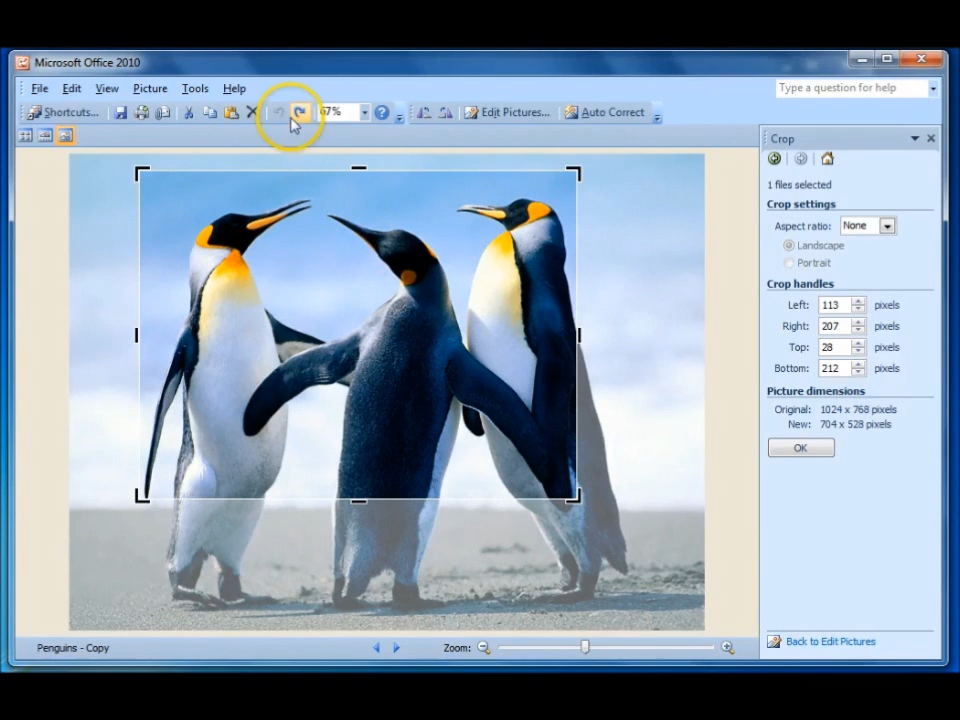 Microsoft Office 2010
File Edit View Picture Tools Help
Type a question for help
Shortcuts... 67% Edit Pictures... Auto Correct
Crop
1 files selected
Crop settings
Aspect ratio: None
Landscape
Portrait
Crop handles
Left: 113 pixels
Right: 207 pixels
Top: 28 pixels
Bottom: 212 pixels
Picture dimensions
Original: 1024 x 768 pixels
New: 704 x 528 pixels
OK
Back to Edit Pictures
Penguins - Copy
Zoom: